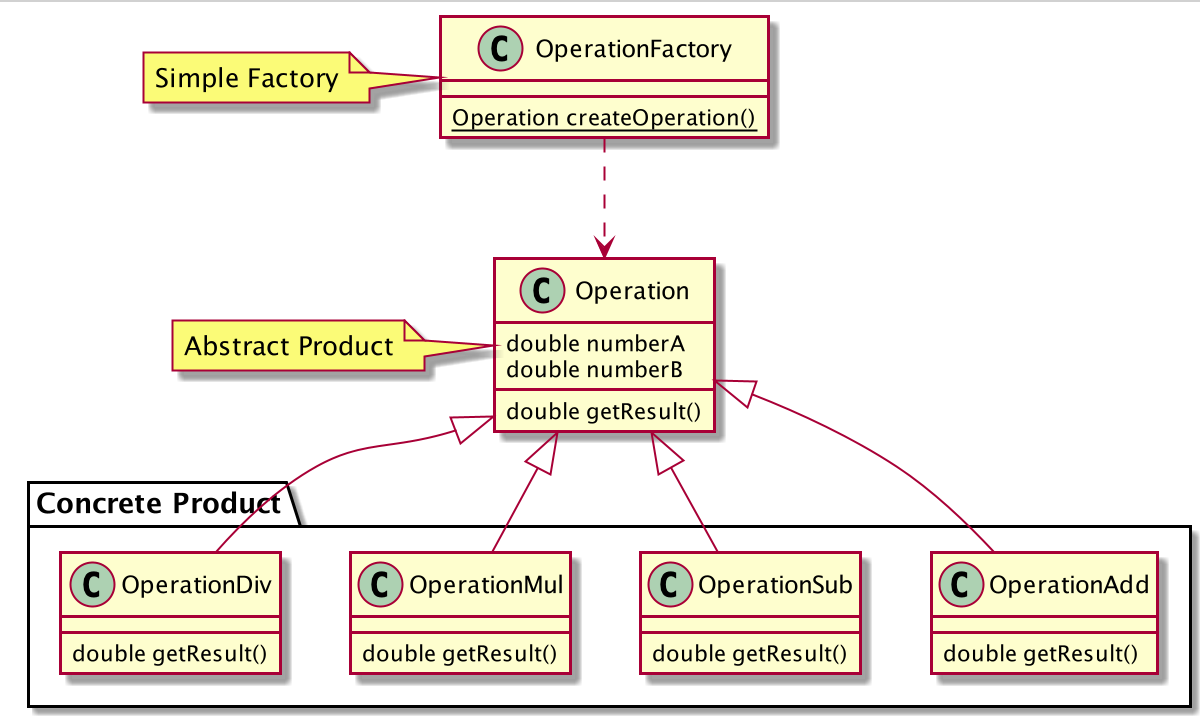 C OperationFactory
Simple Factory
Operation createOperation()
C Operation
Abstract Product
double numberA
double numberB
double getResult()
Concrete Product
C OperationDiv
double getResult()
C OperationMul
double getResult()
C OperationSub
double getResult()
C OperationAdd
double getResult()